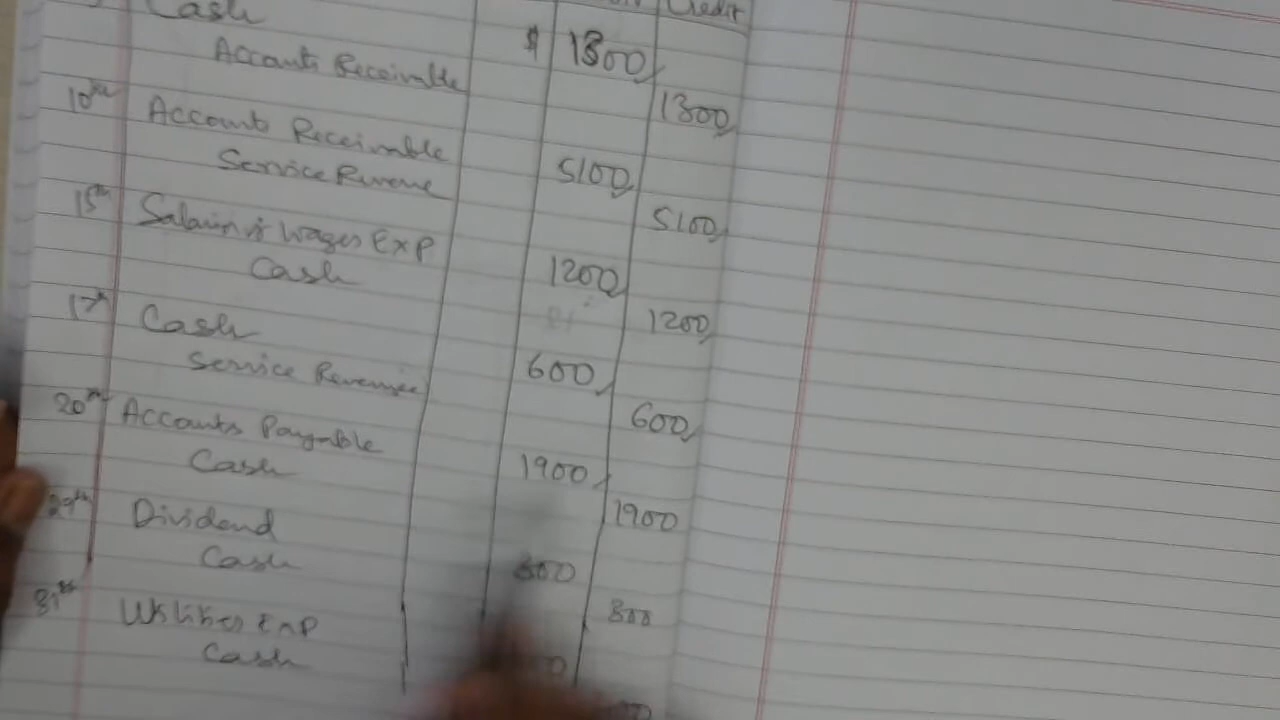 Cash Credit
$ 1300
Accounts Receivable 1300
10th Accounts Receivable 5100
Service Revenue 5100
15th Salaries & Wages Exp 1200
Cash 1200
17th Cash 600
Service Revenue 600
20th Accounts Payable 1900
Cash 1900
29th Dividend
Cash 300
31st Utilities Exp
Cash